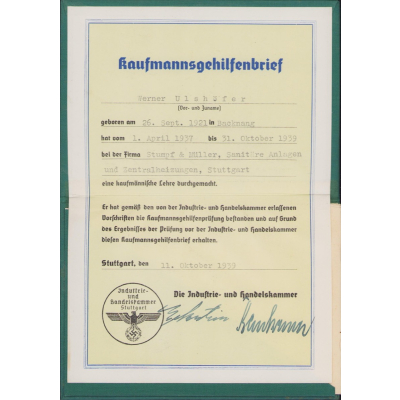 Kaufmannsgehilfenbrief
Werner Ulshöfer
(Vor- und Zuname)
geboren am 26. Sept. 1921 in Backnang
hat vom 1. April 1937 bis 31. Oktober 1939
bei der Firma Stumpf & Müller, Sanitäre Anlagen
und Zentralheizungen, Stuttgart
eine kaufmännische Lehre durchgemacht.
Er hat gemäß den von der Industrie- und Handelskammer erlassenen
Vorschriften die Kaufmannsgehilfenprüfung bestanden und auf Grund
des Ergebnisses der Prüfung vor der Industrie- und Handelskammer
diesen Kaufmannsgehilfenbrief erhalten.
Stuttgart, den 11. Oktober 1939
Die Industrie- und Handelskammer
Industrie-
und
Handelskammer
Stuttgart